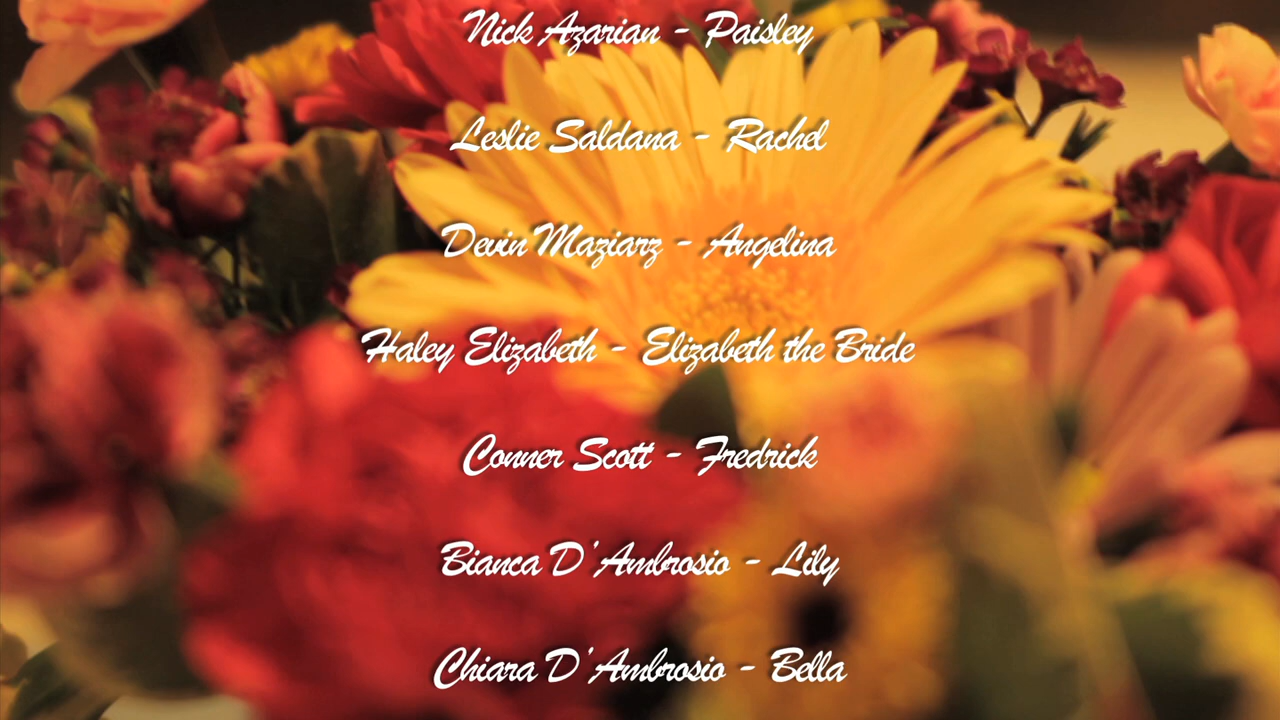 Nick Azarian - Paisley
Leslie Saldana - Rachel
Devin Maziarz - Angelina
Haley Elizabeth - Elizabeth the Bride
Conner Scott - Fredrick
Bianca D'Ambrosio - Lily
Chiara D'Ambrosio - Bella